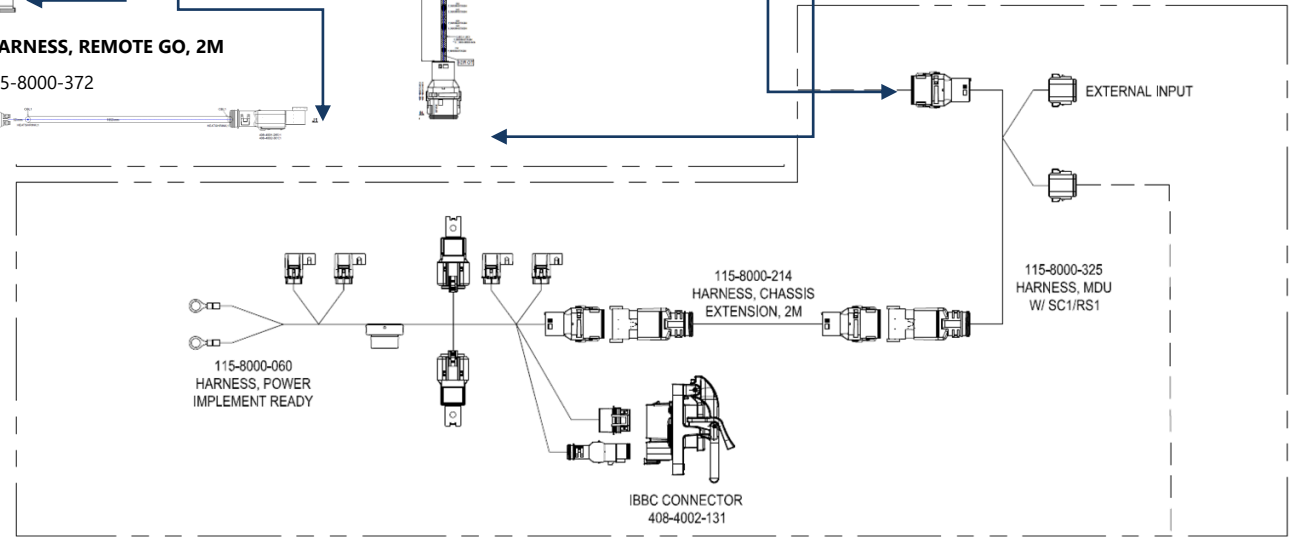 ARNESS, REMOTE GO, 2M
5-8000-372
EXTERNAL INPUT
115-8000-214
HARNESS, CHASSIS
EXTENSION, 2M
115-8000-325
HARNESS, MDU
W/ SC1/RS1
115-8000-060
HARNESS, POWER
IMPLEMENT READY
IBBC CONNECTOR
408-4002-131